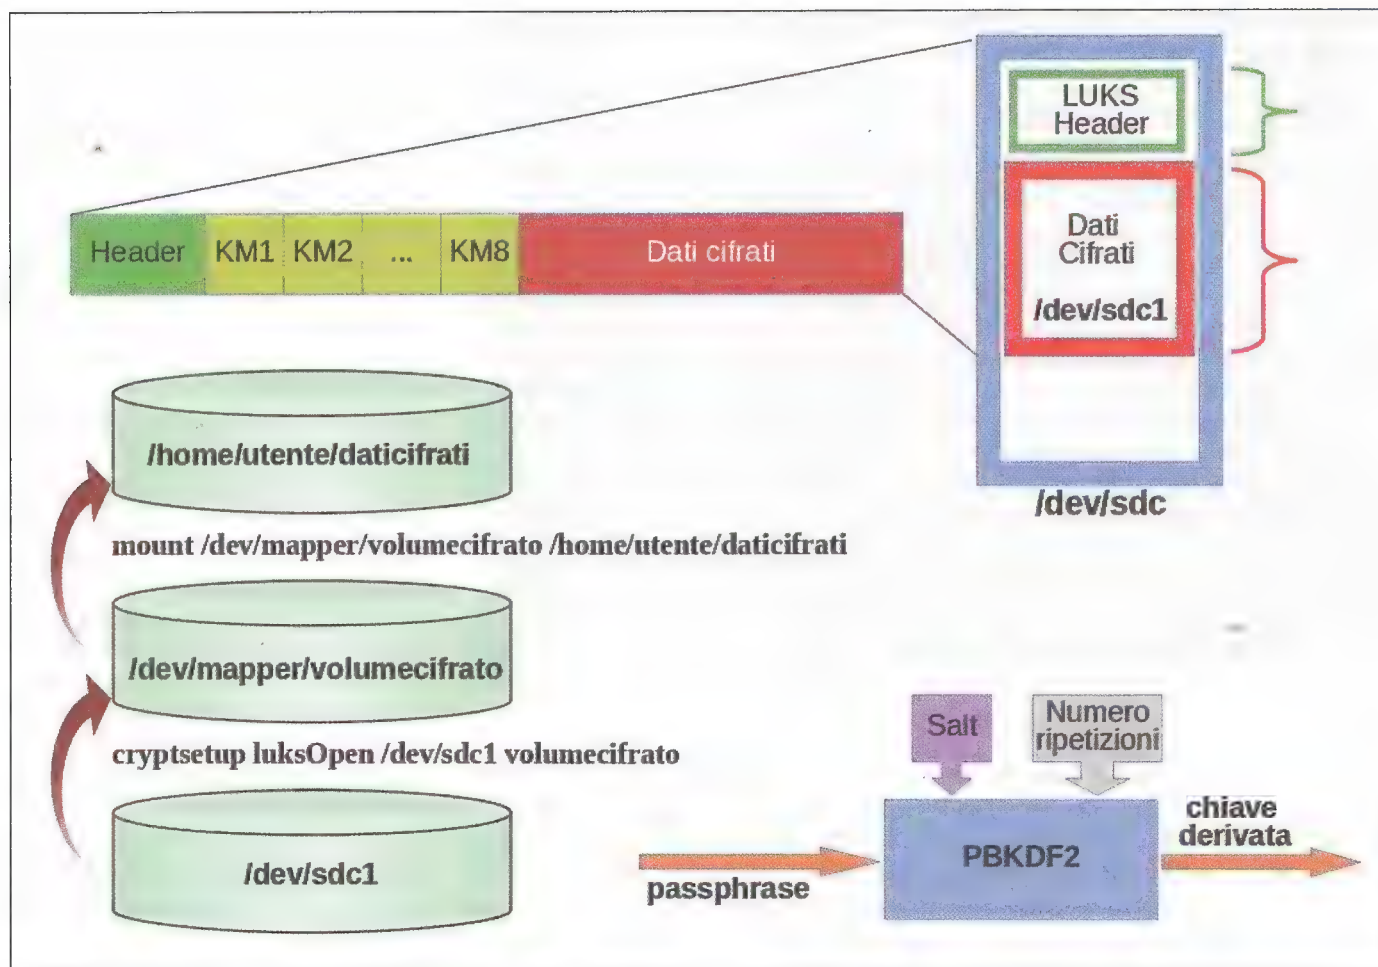 LUKS
Header
Header
KM1
KM2
...
KM8
Dati cifrati
Dati
Cifrati
/dev/sdc1
/dev/sdc
/home/utente/daticifrati
mount /dev/mapper/volumecifrato /home/utente/daticifrati
/dev/mapper/volumecifrato
cryptsetup luksOpen /dev/sdc1 volumecifrato
/dev/sdc1
Salt
Numero
ripetizioni
passphrase
PBKDF2
chiave
derivata